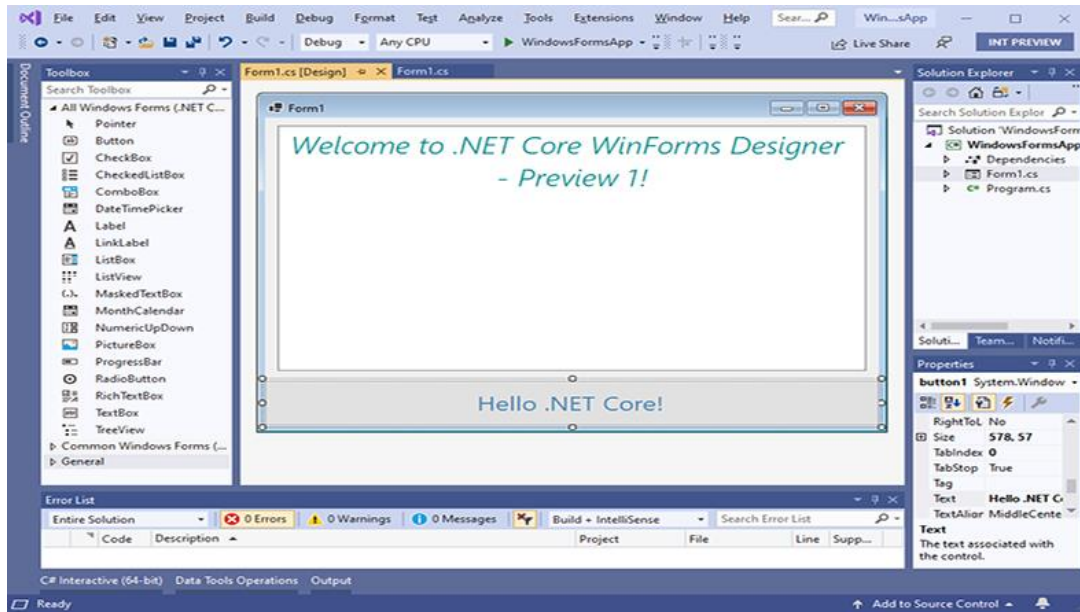 File Edit View Project Build Debug Format Test Analyze Tools Extensions Window Help Sear... Win...sApp
Debug Any CPU WindowsFormsApp Live Share INT PREVIEW
Document Outline
Toolbox
Search Toolbox
All Windows Forms (.NET C...
Pointer
Button
CheckBox
CheckedListBox
ComboBox
DateTimePicker
Label
LinkLabel
ListBox
ListView
MaskedTextBox
MonthCalendar
NumericUpDown
PictureBox
ProgressBar
RadioButton
RichTextBox
TextBox
TreeView
Common Windows Forms (...
General
Form1.cs [Design] Form1.cs
Form1
Welcome to .NET Core WinForms Designer
- Preview 1!
Hello .NET Core!
Solution Explorer
Search Solution Explor
Solution 'WindowsForm
WindowsFormsApp
Dependencies
Form1.cs
C# Program.cs
Soluti... Team... Notifi...
Properties
button1 System.Window
RightToL No
Size 578, 57
TabIndex 0
TabStop True
Tag
Text Hello .NET C
TextAlign MiddleCente
Text
The text associated with
the control.
Error List
Entire Solution 0 Errors 0 Warnings 0 Messages Build + IntelliSense Search Error List
Code Description Project File Line Supp...
C# Interactive (64-bit) Data Tools Operations Output
Ready Add to Source Control